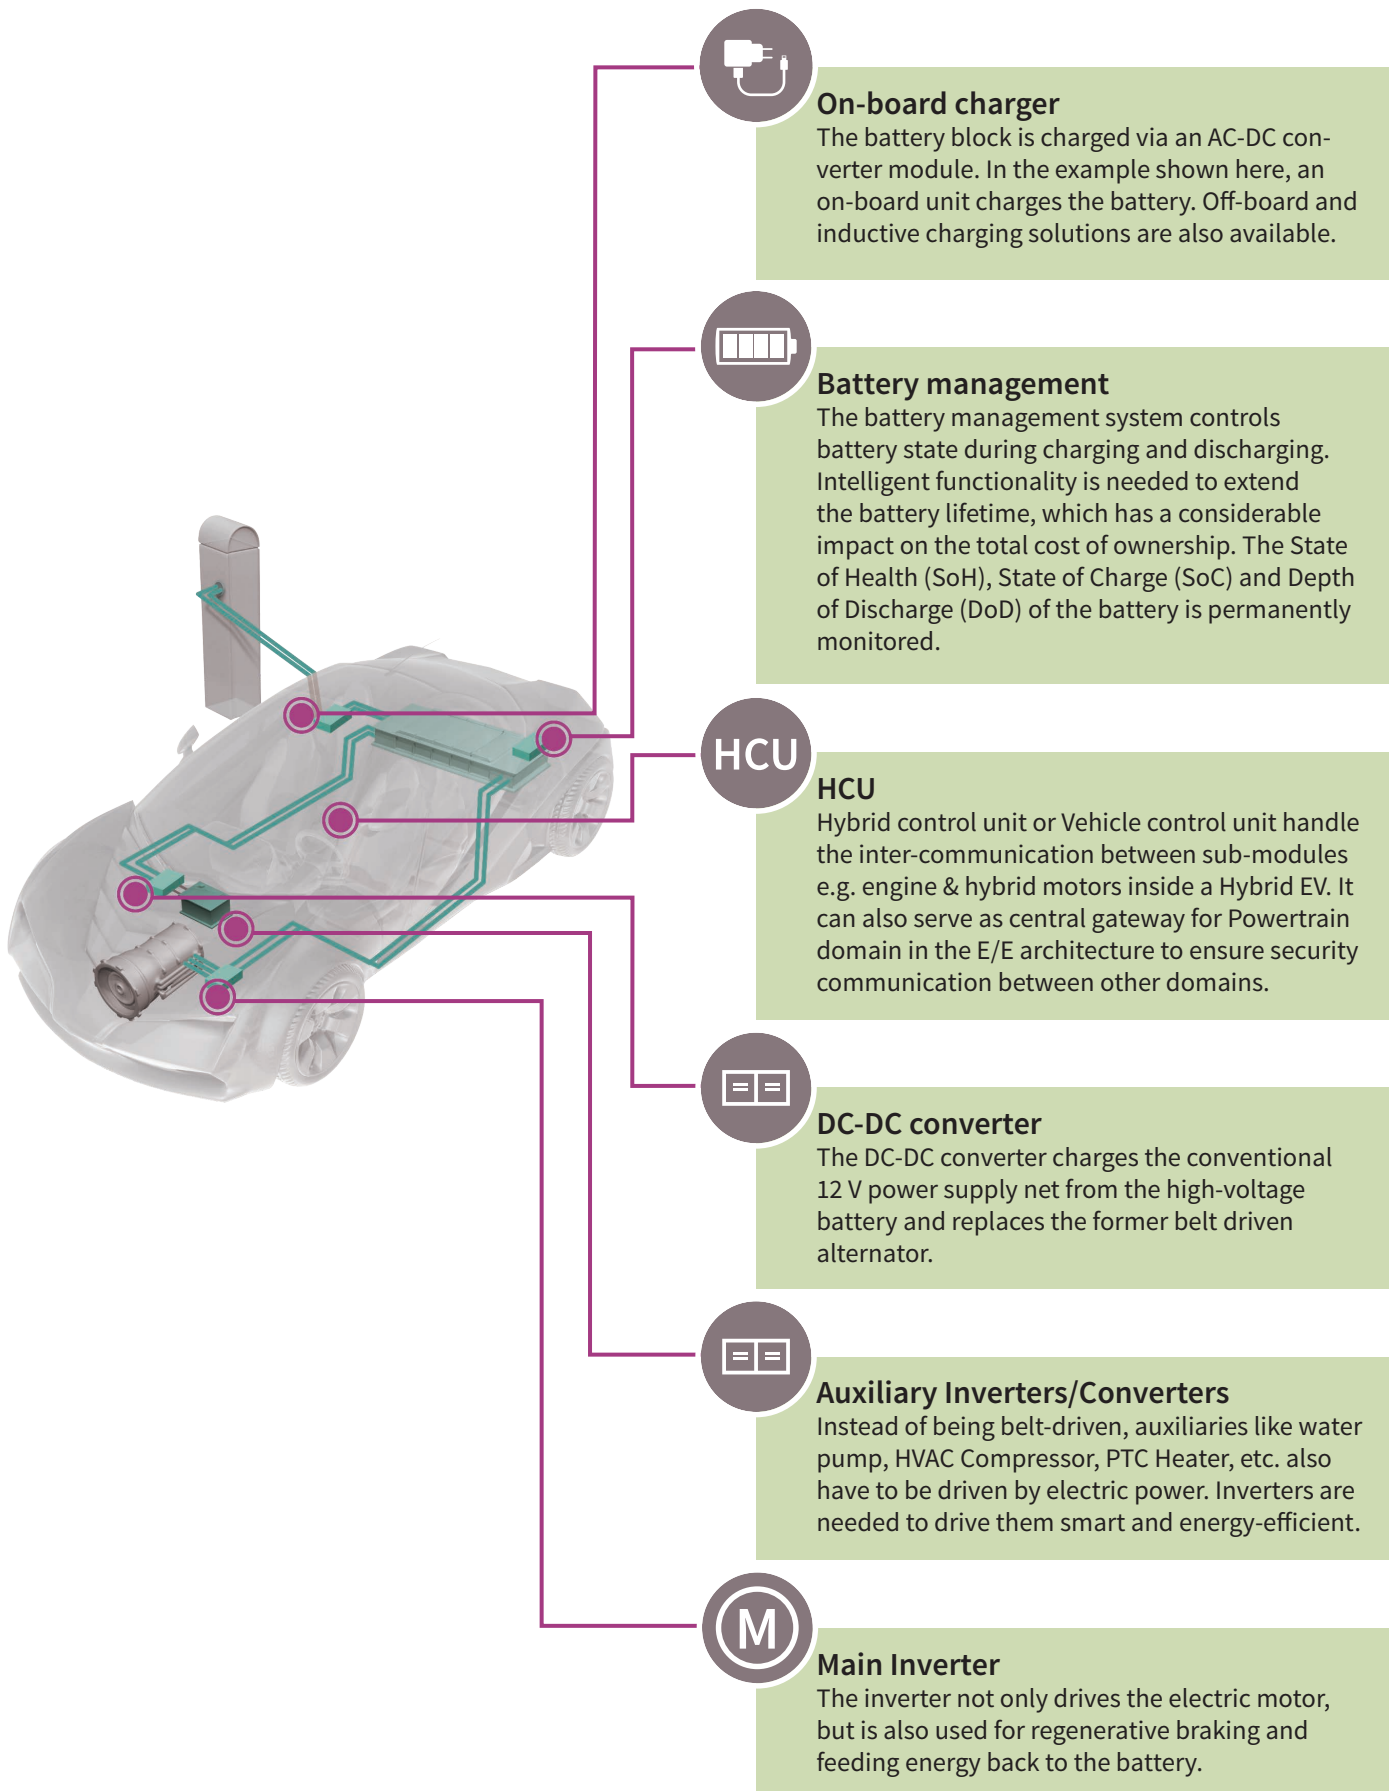 On-board charger
The battery block is charged via an AC-DC con-
verter module. In the example shown here, an
on-board unit charges the battery. Off-board and
inductive charging solutions are also available.
Battery management
The battery management system controls
battery state during charging and discharging.
Intelligent functionality is needed to extend
the battery lifetime, which has a considerable
impact on the total cost of ownership. The State
of Health (SoH), State of Charge (SoC) and Depth
of Discharge (DoD) of the battery is permanently
monitored.
HCU
HCU
Hybrid control unit or Vehicle control unit handle
the inter-communication between sub-modules
e.g. engine & hybrid motors inside a Hybrid EV. It
can also serve as central gateway for Powertrain
domain in the E/E architecture to ensure security
communication between other domains.
DC-DC converter
The DC-DC converter charges the conventional
12 V power supply net from the high-voltage
battery and replaces the former belt driven
alternator.
Auxiliary Inverters/Converters
Instead of being belt-driven, auxiliaries like water
pump, HVAC Compressor, PTC Heater, etc. also
have to be driven by electric power. Inverters are
needed to drive them smart and energy-efficient.
M
Main Inverter
The inverter not only drives the electric motor,
but is also used for regenerative braking and
feeding energy back to the battery.